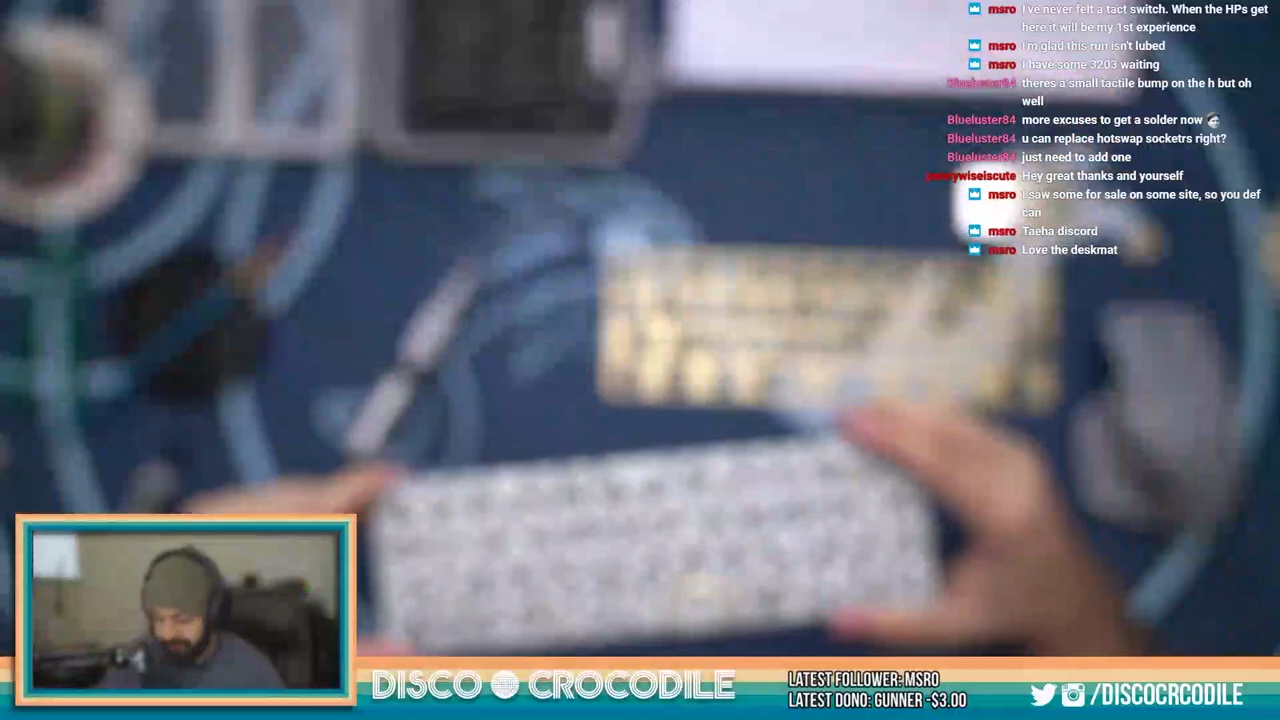 msro I've never felt a tact switch. When the HPs get
here it will be my 1st experience
msro I'm glad this run isn't lubed
msro I have some 3203 waiting
Blueluster84 theres a small tactile bump on the h but oh
well
Blueluster84 more excuses to get a solder now
Blueluster84 u can replace hotswap socketrs right?
Blueluster84 just need to add one
pennywiseiscute Hey great thanks and yourself
msro I saw some for sale on some site, so you def
can
msro Taeha discord
msro Love the deskmat
DISCO CROCODILE
LATEST FOLLOWER: MSRO
LATEST DONO: GUNNER -$3.00
/DISCOCRCODILE